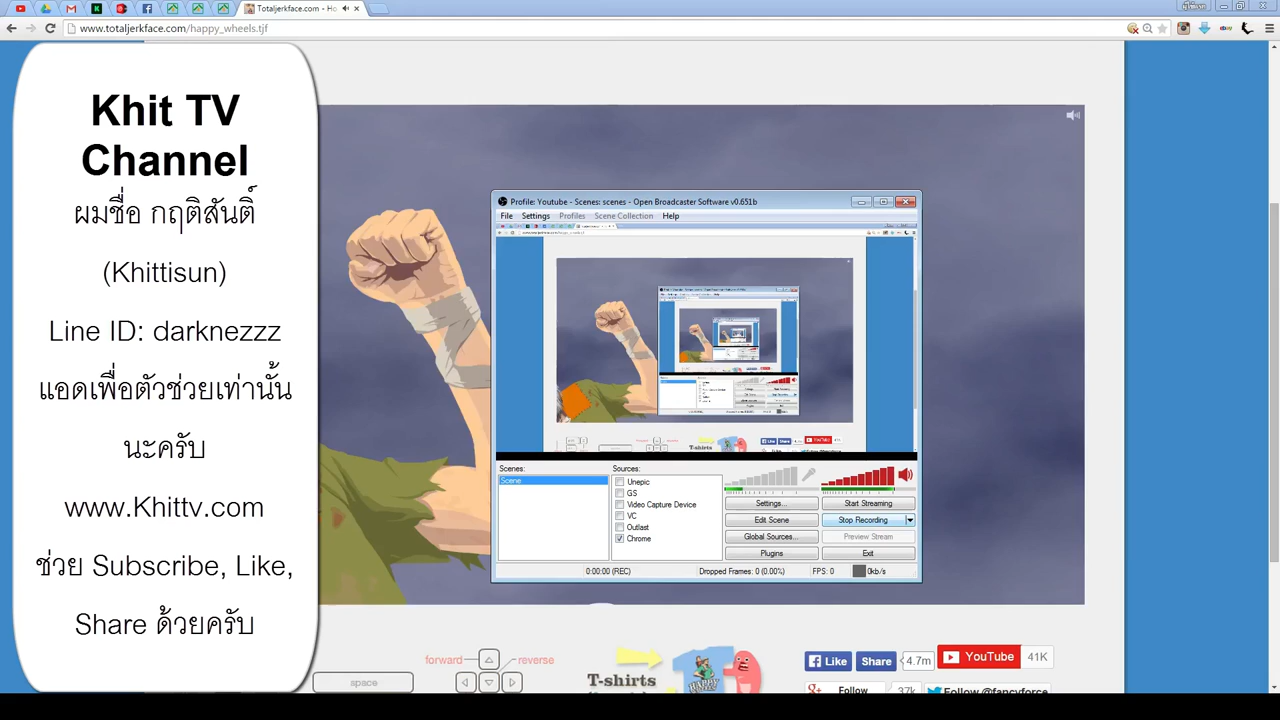 Totaljerkface.com - Ho
www.totaljerkface.com/happy_wheels.tjf
Khit TV
Channel
ผมชื่อ กฤติสันติ์
(Khittisun)
Line ID: darknezzz
แอดเพื่อตัวช่วยเท่านั้น
นะครับ
www.Khittv.com
ช่วย Subscribe, Like,
Share ด้วยครับ
Profile: Youtube - Scenes: scenes - Open Broadcaster Software v0.651b
File Settings Profiles Scene Collection Help
Scenes:
Scene
Sources:
Unepic
GS
Video Capture Device
VC
Outlast
Chrome
Settings...
Start Streaming
Edit Scene
Stop Recording
Global Sources...
Preview Stream
Plugins
Exit
0:00:00 (REC)
Dropped Frames: 0 (0.00%)
FPS: 0
0kb/s
forward
reverse
space
T-shirts
Like
Share
4.7m
YouTube
41K
Follow
37k
Follow @fancyforce